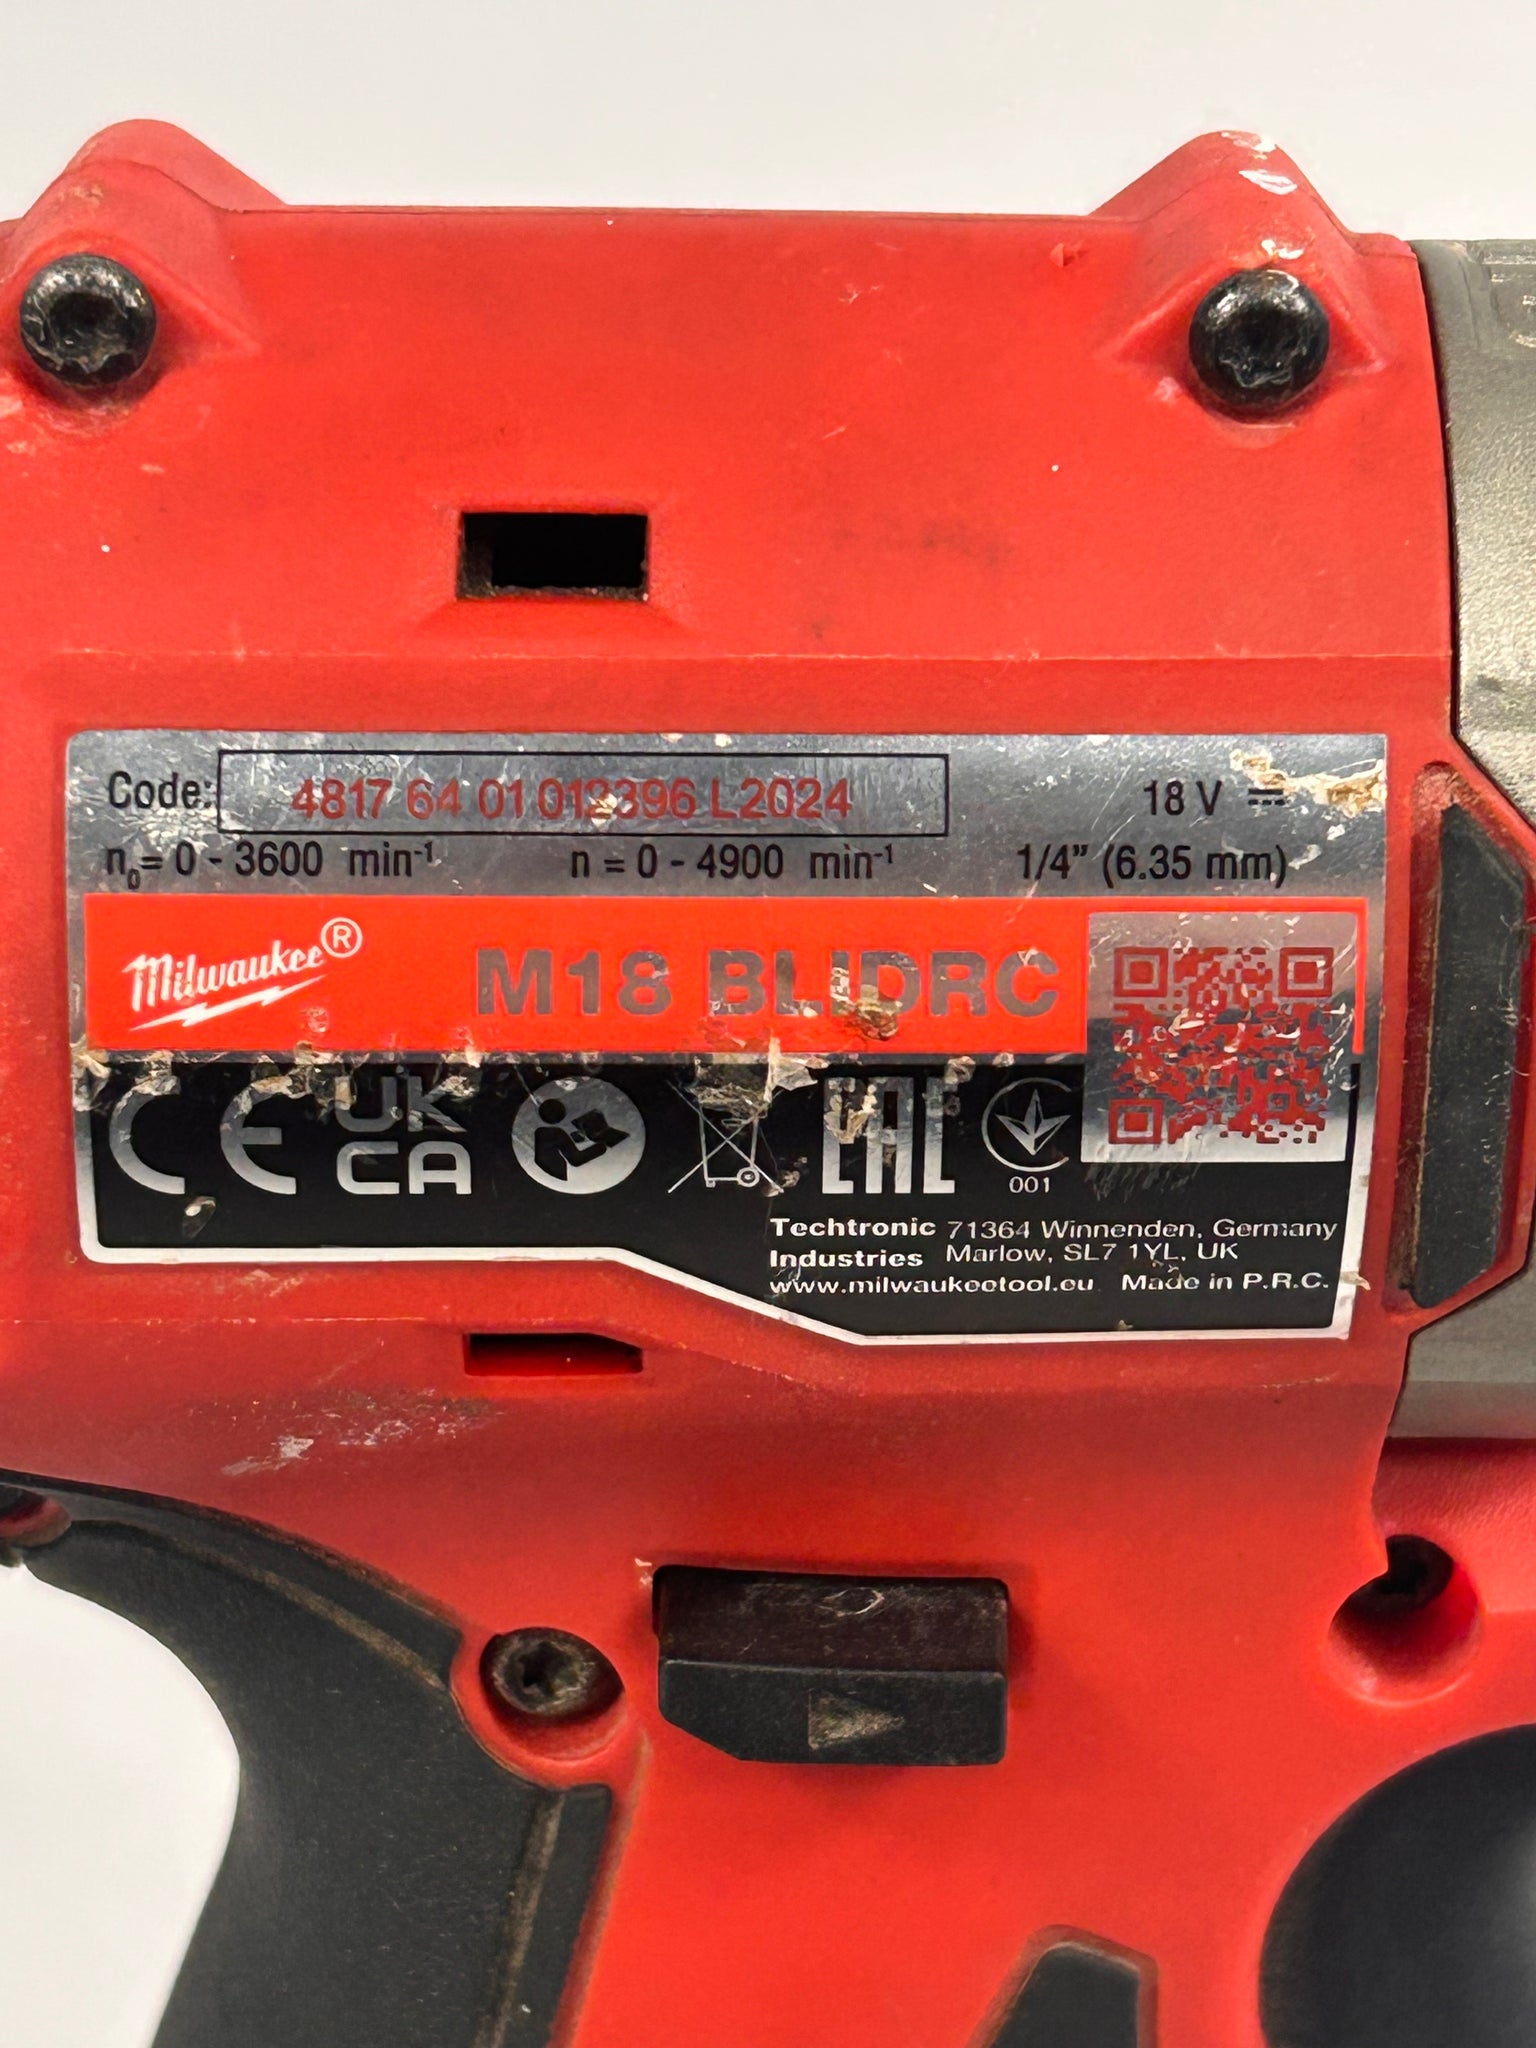 Code: 4817 64 01 012396 L2024 18 V
n₀= 0 - 3600 min⁻¹ n = 0 - 4900 min⁻¹ 1/4” (6.35 mm)
Milwaukee® M18 BLIDRC
CE UK CA EAC
001
Techtronic Industries
71364 Winnenden, Germany
Marlow, SL7 1YL. UK
www.milwaukeetool.eu Made in P.R.C.